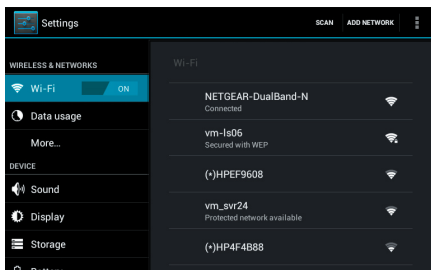 Settings
SCAN
ADD NETWORK
WIRELESS & NETWORKS
Wi-Fi
ON
Data usage
More...
DEVICE
Sound
Display
Storage
Battery
Wi-Fi
NETGEAR-DualBand-N
Connected
vm-ls06
Secured with WEP
(*)HPEF9608
vm_svr24
Protected network available
(*)HP4F4B88